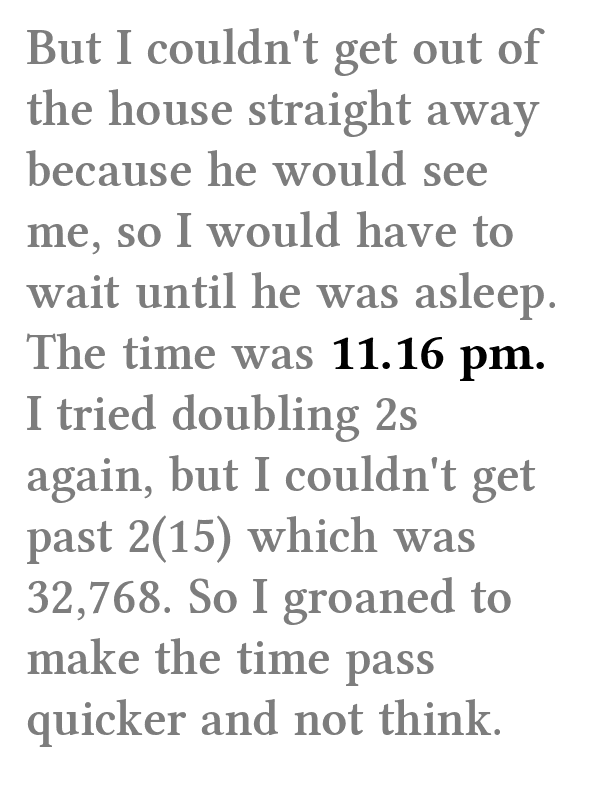 But I couldn't get out of
the house straight away
because he would see
me, so I would have to
wait until he was asleep.
The time was 11.16 pm.
I tried doubling 2s
again, but I couldn't get
past 2(15) which was
32,768. So I groaned to
make the time pass
quicker and not think.